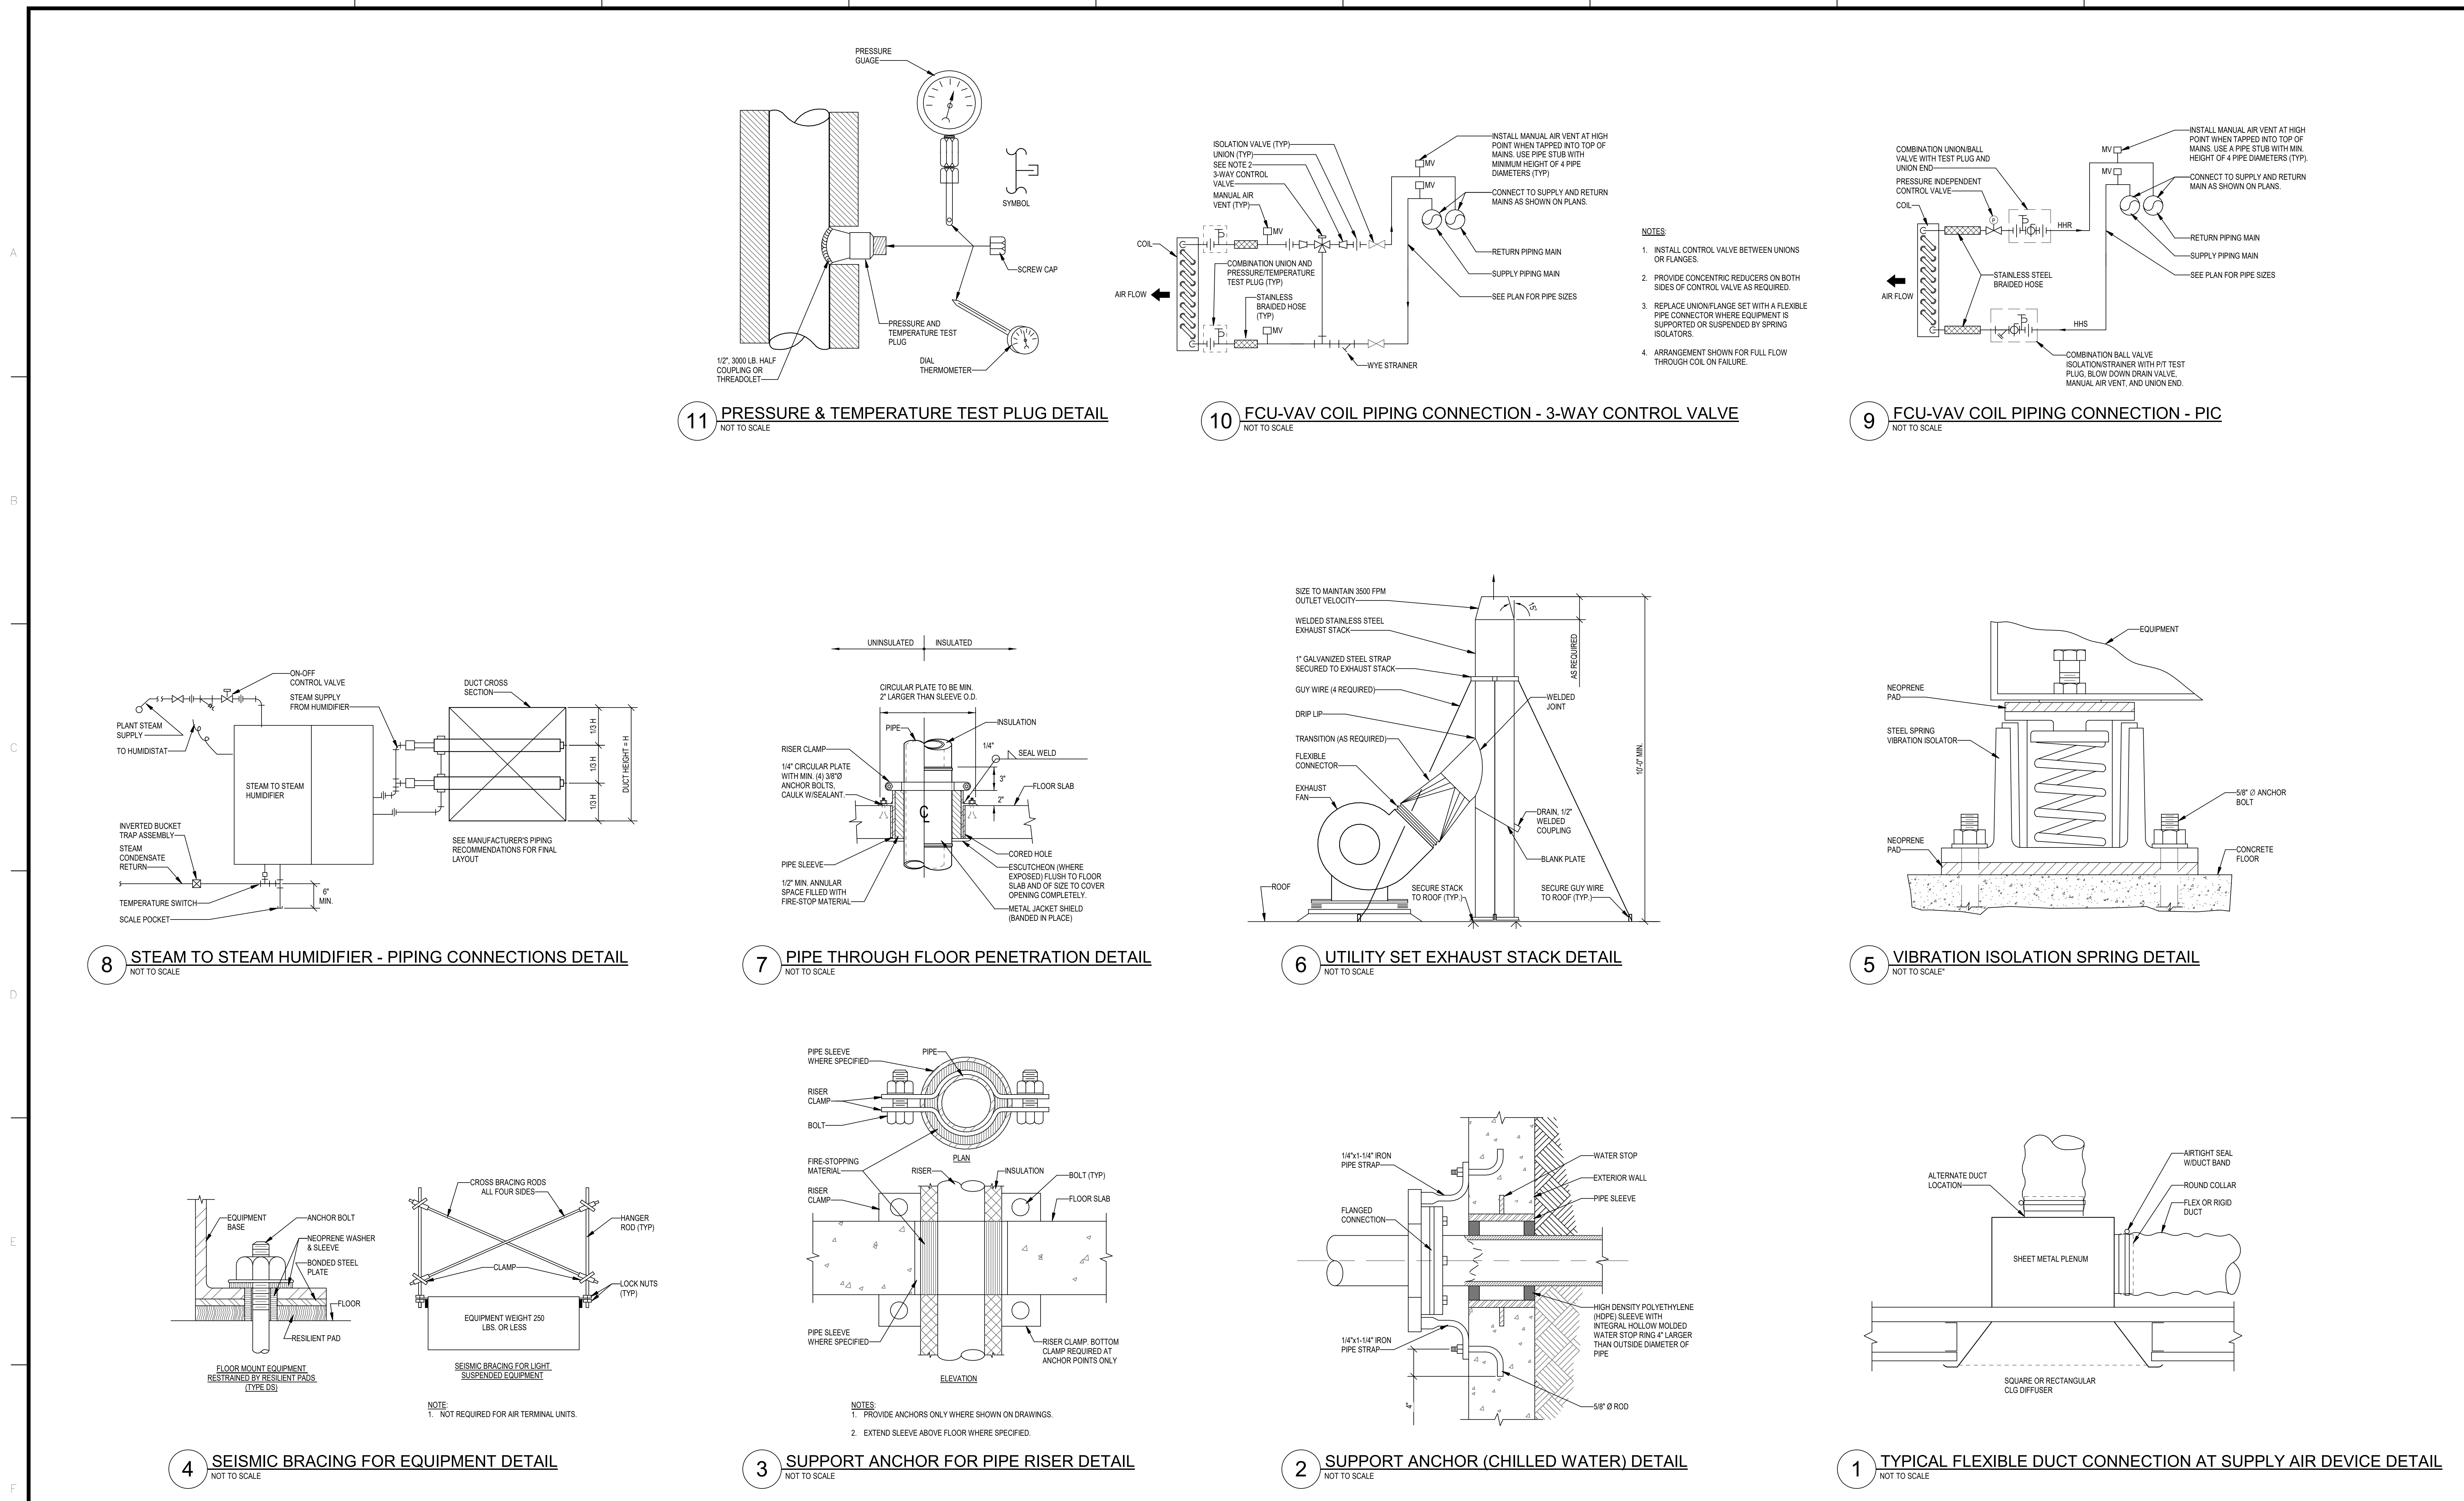 PRESSURE
GUAGE
SYMBOL
SCREW CAP
PRESSURE AND
TEMPERATURE TEST
PLUG
1/2", 3000 LB. HALF
COUPLING OR
THREADOLET
DIAL
THERMOMETER
11 PRESSURE & TEMPERATURE TEST PLUG DETAIL
NOT TO SCALE
ISOLATION VALVE (TYP)
UNION (TYP)
SEE NOTE 2
3-WAY CONTROL
VALVE
MANUAL AIR
VENT (TYP)
MV
MV
MV
MV
INSTALL MANUAL AIR VENT AT HIGH
POINT WHEN TAPPED INTO TOP OF
MAINS. USE PIPE STUB WITH
MINIMUM HEIGHT OF 4 PIPE
DIAMETERS (TYP)
CONNECT TO SUPPLY AND RETURN
MAINS AS SHOWN ON PLANS.
COIL
COMBINATION UNION AND
PRESSURE/TEMPERATURE
TEST PLUG (TYP)
RETURN PIPING MAIN
SUPPLY PIPING MAIN
AIR FLOW
STAINLESS
BRAIDED HOSE
(TYP)
SEE PLAN FOR PIPE SIZES
WYE STRAINER
NOTES:
1. INSTALL CONTROL VALVE BETWEEN UNIONS
OR FLANGES.
2. PROVIDE CONCENTRIC REDUCERS ON BOTH
SIDES OF CONTROL VALVE AS REQUIRED.
3. REPLACE UNION/FLANGE SET WITH A FLEXIBLE
PIPE CONNECTOR WHERE EQUIPMENT IS
SUPPORTED OR SUSPENDED BY SPRING
ISOLATORS.
4. ARRANGEMENT SHOWN FOR FULL FLOW
THROUGH COIL ON FAILURE.
10 FCU-VAV COIL PIPING CONNECTION - 3-WAY CONTROL VALVE
NOT TO SCALE
COMBINATION UNION/BALL
VALVE WITH TEST PLUG AND
UNION END
PRESSURE INDEPENDENT
CONTROL VALVE
COIL
P
MV
MV
INSTALL MANUAL AIR VENT AT HIGH
POINT WHEN TAPPED INTO TOP OF
MAINS. USE A PIPE STUB WITH MIN.
HEIGHT OF 4 PIPE DIAMETERS (TYP).
CONNECT TO SUPPLY AND RETURN
MAIN AS SHOWN ON PLANS.
HHR
RETURN PIPING MAIN
SUPPLY PIPING MAIN
STAINLESS STEEL
BRAIDED HOSE
SEE PLAN FOR PIPE SIZES
AIR FLOW
HHS
COMBINATION BALL VALVE
ISOLATION/STRAINER WITH P/T TEST
PLUG, BLOW DOWN DRAIN VALVE,
MANUAL AIR VENT, AND UNION END.
9 FCU-VAV COIL PIPING CONNECTION - PIC
NOT TO SCALE
A
B
C
D
E
F
ON-OFF
CONTROL VALVE
STEAM SUPPLY
FROM HUMIDIFIER
DUCT CROSS
SECTION
PLANT STEAM
SUPPLY
TO HUMIDISTAT
STEAM TO STEAM
HUMIDIFIER
1/3 H
1/3 H
1/3 H
DUCT HEIGHT = H
INVERTED BUCKET
TRAP ASSEMBLY
STEAM
CONDENSATE
RETURN
SEE MANUFACTURER'S PIPING
RECOMMENDATIONS FOR FINAL
LAYOUT
TEMPERATURE SWITCH
SCALE POCKET
6"
MIN.
8 STEAM TO STEAM HUMIDIFIER - PIPING CONNECTIONS DETAIL
NOT TO SCALE
UNINSULATED INSULATED
CIRCULAR PLATE TO BE MIN.
2" LARGER THAN SLEEVE O.D.
PIPE
INSULATION
1/4"
SEAL WELD
RISER CLAMP
1/4" CIRCULAR PLATE
WITH MIN. (4) 3/8"Ø
ANCHOR BOLTS,
CAULK W/SEALANT.
3"
2"
FLOOR SLAB
CL
PIPE SLEEVE
1/2" MIN. ANNULAR
SPACE FILLED WITH
FIRE-STOP MATERIAL
CORED HOLE
ESCUTCHEON (WHERE
EXPOSED) FLUSH TO FLOOR
SLAB AND OF SIZE TO COVER
OPENING COMPLETELY.
METAL JACKET SHIELD
(BANDED IN PLACE)
7 PIPE THROUGH FLOOR PENETRATION DETAIL
NOT TO SCALE
SIZE TO MAINTAIN 3500 FPM
OUTLET VELOCITY
WELDED STAINLESS STEEL
EXHAUST STACK
1" GALVANIZED STEEL STRAP
SECURED TO EXHAUST STACK
GUY WIRE (4 REQUIRED)
DRIP LIP
TRANSITION (AS REQUIRED)
FLEXIBLE
CONNECTOR
EXHAUST
FAN
15°
AS REQUIRED
WELDED
JOINT
10'-0" MIN.
DRAIN, 1/2"
WELDED
COUPLING
BLANK PLATE
ROOF
SECURE STACK
TO ROOF (TYP.)
SECURE GUY WIRE
TO ROOF (TYP.)
6 UTILITY SET EXHAUST STACK DETAIL
NOT TO SCALE
EQUIPMENT
NEOPRENE
PAD
STEEL SPRING
VIBRATION ISOLATOR
5/8" Ø ANCHOR
BOLT
NEOPRENE
PAD
CONCRETE
FLOOR
5 VIBRATION ISOLATION SPRING DETAIL
NOT TO SCALE"
EQUIPMENT
BASE
ANCHOR BOLT
NEOPRENE WASHER
& SLEEVE
BONDED STEEL
PLATE
FLOOR
RESILIENT PAD
FLOOR MOUNT EQUIPMENT
RESTRAINED BY RESILIENT PADS
(TYPE DS)
CROSS BRACING RODS
ALL FOUR SIDES
HANGER
ROD (TYP)
CLAMP
LOCK NUTS
(TYP)
EQUIPMENT WEIGHT 250
LBS. OR LESS
SEISMIC BRACING FOR LIGHT
SUSPENDED EQUIPMENT
NOTE:
1. NOT REQUIRED FOR AIR TERMINAL UNITS.
4 SEISMIC BRACING FOR EQUIPMENT DETAIL
NOT TO SCALE
PIPE SLEEVE
WHERE SPECIFIED
PIPE
RISER
CLAMP
BOLT
PLAN
FIRE-STOPPING
MATERIAL
RISER
INSULATION
BOLT (TYP)
RISER
CLAMP
FLOOR SLAB
PIPE SLEEVE
WHERE SPECIFIED
RISER CLAMP. BOTTOM
CLAMP REQUIRED AT
ANCHOR POINTS ONLY
ELEVATION
NOTES:
1. PROVIDE ANCHORS ONLY WHERE SHOWN ON DRAWINGS.
2. EXTEND SLEEVE ABOVE FLOOR WHERE SPECIFIED.
3 SUPPORT ANCHOR FOR PIPE RISER DETAIL
NOT TO SCALE
1/4"x1-1/4" IRON
PIPE STRAP
WATER STOP
EXTERIOR WALL
PIPE SLEEVE
FLANGED
CONNECTION
HIGH DENSITY POLYETHYLENE
(HDPE) SLEEVE WITH
INTEGRAL HOLLOW MOLDED
WATER STOP RING 4" LARGER
THAN OUTSIDE DIAMETER OF
PIPE
1/4"x1-1/4" IRON
PIPE STRAP
4"
5/8" Ø ROD
2 SUPPORT ANCHOR (CHILLED WATER) DETAIL
NOT TO SCALE
ALTERNATE DUCT
LOCATION
AIRTIGHT SEAL
W/DUCT BAND
ROUND COLLAR
FLEX OR RIGID
DUCT
SHEET METAL PLENUM
SQUARE OR RECTANGULAR
CLG DIFFUSER
1 TYPICAL FLEXIBLE DUCT CONNECTION AT SUPPLY AIR DEVICE DETAIL
NOT TO SCALE